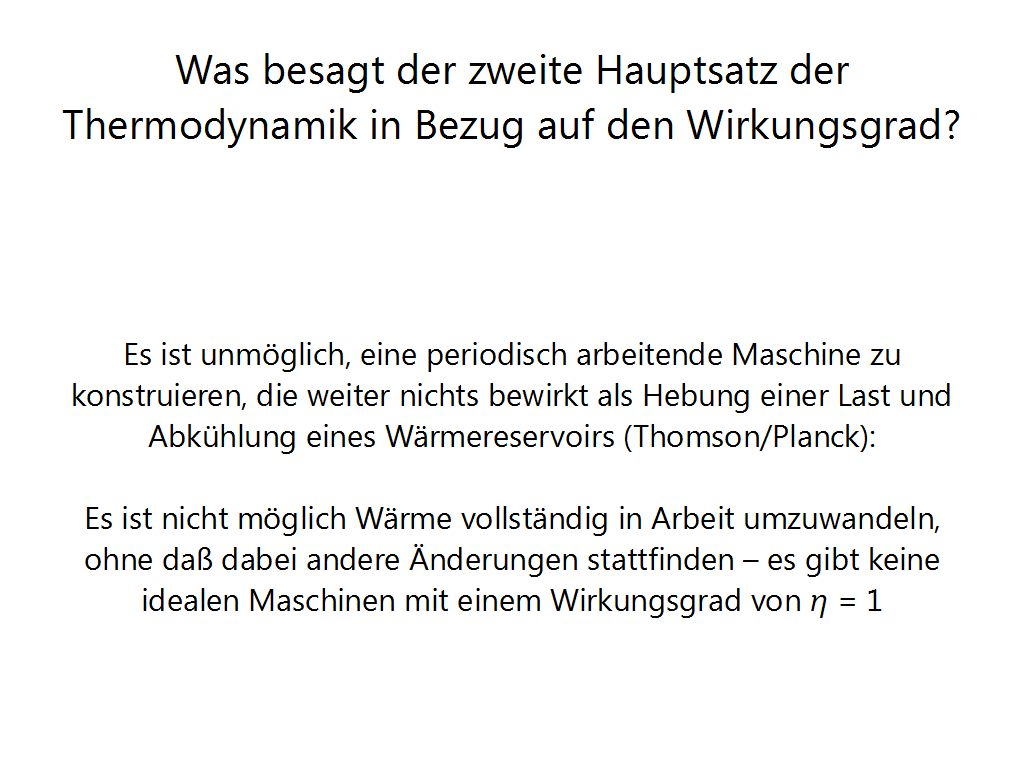 Was besagt der zweite Hauptsatz der
Thermodynamik in Bezug auf den Wirkungsgrad?
Es ist unmöglich, eine periodisch arbeitende Maschine zu
konstruieren, die weiter nichts bewirkt als Hebung einer Last und
Abkühlung eines Wärmereservoirs (Thomson/Planck):
Es ist nicht möglich Wärme vollständig in Arbeit umzuwandeln,
ohne daß dabei andere Änderungen stattfinden – es gibt keine
idealen Maschinen mit einem Wirkungsgrad von η = 1